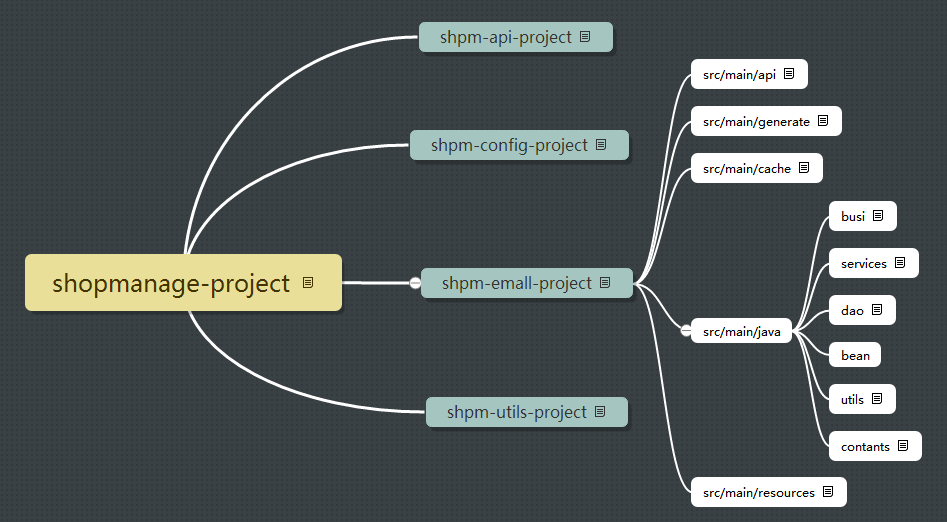 shpm-api-project
src/main/api
src/main/generate
shpm-config-project
src/main/cache
busi
services
shopmanage-project
shpm-emall-project
dao
src/main/java
bean
utils
shpm-utils-project
contants
src/main/resources